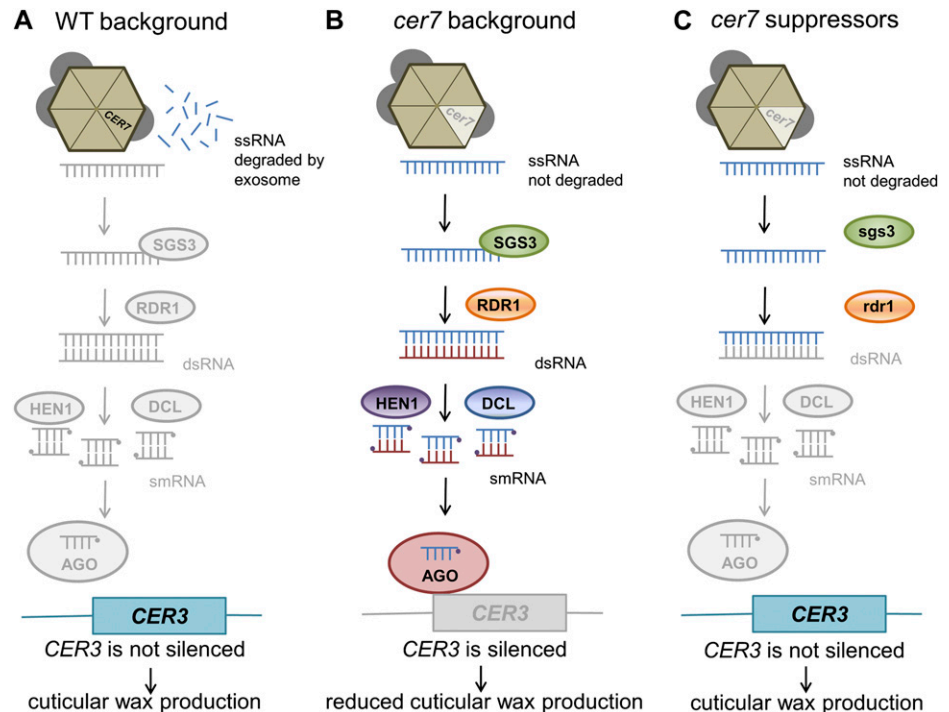 A WT background
CER7
ssRNA
degraded by
exosome
SGS3
RDR1
dsRNA
HEN1
DCL
smRNA
AGO
CER3
CER3 is not silenced
cuticular wax production
B cer7 background
cer7
ssRNA
not degraded
SGS3
RDR1
dsRNA
HEN1
DCL
smRNA
AGO
CER3
CER3 is silenced
reduced cuticular wax production
C cer7 suppressors
cer7
ssRNA
not degraded
sgs3
rdr1
dsRNA
HEN1
DCL
smRNA
AGO
CER3
CER3 is not silenced
cuticular wax production